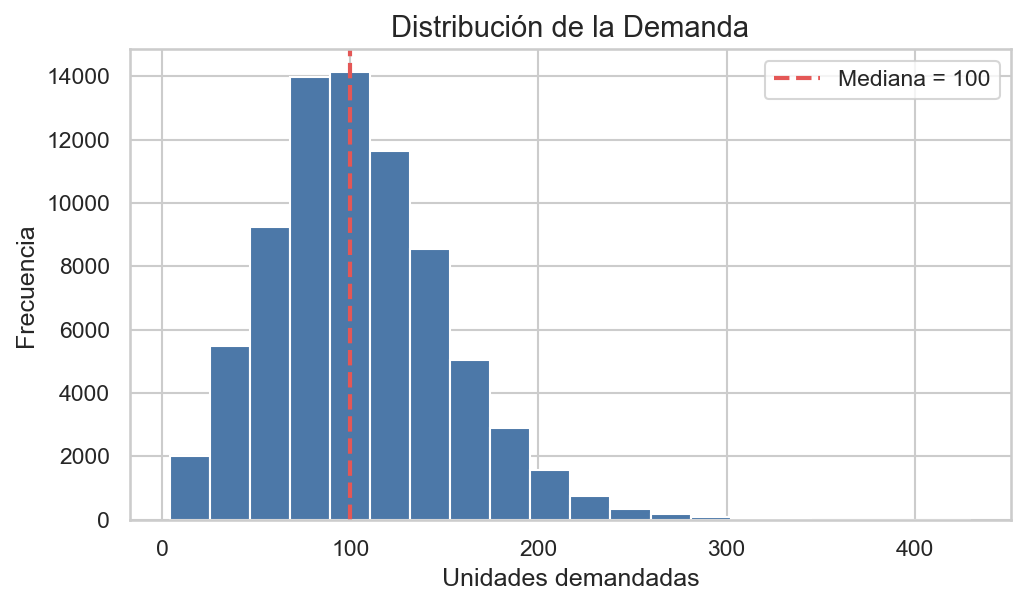 Distribución de la Demanda
Mediana = 100
14000
12000
10000
8000
6000
4000
2000
0
Frecuencia
0 100 200 300 400
Unidades demandadas